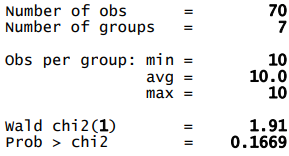 Number of obs = 70
Number of groups = 7
Obs per group: min = 10
avg = 10.0
max = 10
Wald chi2(1) = 1.91
Prob > chi2 = 0.1669